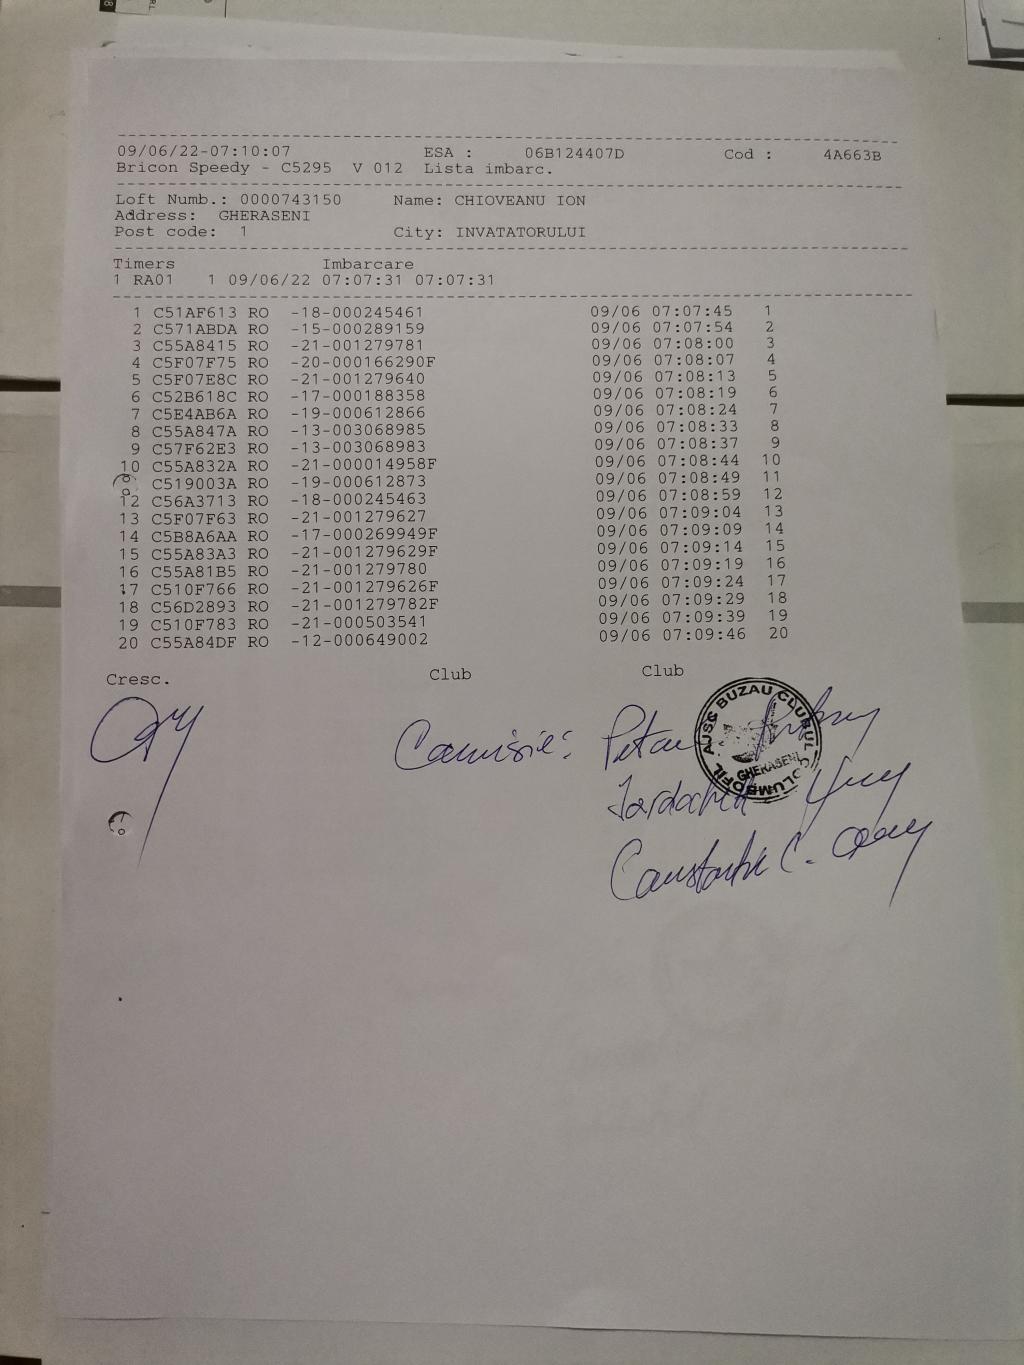 09/06/22-07:10:07 ESA : 06B124407D Cod : 4A663B
Bricon Speedy - C5295 V 012 Lista imbarc.
Loft Numb.: 0000743150 Name: CHIOVEANU ION
Address: GHERASENI
Post code: 1 City: INVATATORULUI
Timers Imbarcare
1 RA01 1 09/06/22 07:07:31 07:07:31
1 C51AF613 RO -18-000245461 09/06 07:07:45 1
2 C571ABDA RO -15-000289159 09/06 07:07:54 2
3 C55A8415 RO -21-001279781 09/06 07:08:00 3
4 C5F07F75 RO -20-000166290F 09/06 07:08:07 4
5 C5F07E8C RO -21-001279640 09/06 07:08:13 5
6 C52B618C RO -17-000188358 09/06 07:08:19 6
7 C5E4AB6A RO -19-000612866 09/06 07:08:24 7
8 C55A847A RO -13-003068985 09/06 07:08:33 8
9 C57F62E3 RO -13-003068983 09/06 07:08:37 9
10 C55A832A RO -21-000014958F 09/06 07:08:44 10
C519003A RO -19-000612873 09/06 07:08:49 11
12 C56A3713 RO -18-000245463 09/06 07:08:59 12
13 C5F07F63 RO -21-001279627 09/06 07:09:04 13
14 C5B8A6AA RO -17-000269949F 09/06 07:09:09 14
15 C55A83A3 RO -21-001279629F 09/06 07:09:14 15
16 C55A81B5 RO -21-001279780 09/06 07:09:19 16
17 C510F766 RO -21-001279626F 09/06 07:09:24 17
18 C56D2893 RO -21-001279782F 09/06 07:09:29 18
19 C510F783 RO -21-000503541 09/06 07:09:39 19
20 C55A84DF RO -12-000649002 09/06 07:09:46 20
Cresc. Club Club
AJSC BUZAU CLUBUL COLUMBOFIL
GHERASENI
Comisie:
Constantin C.